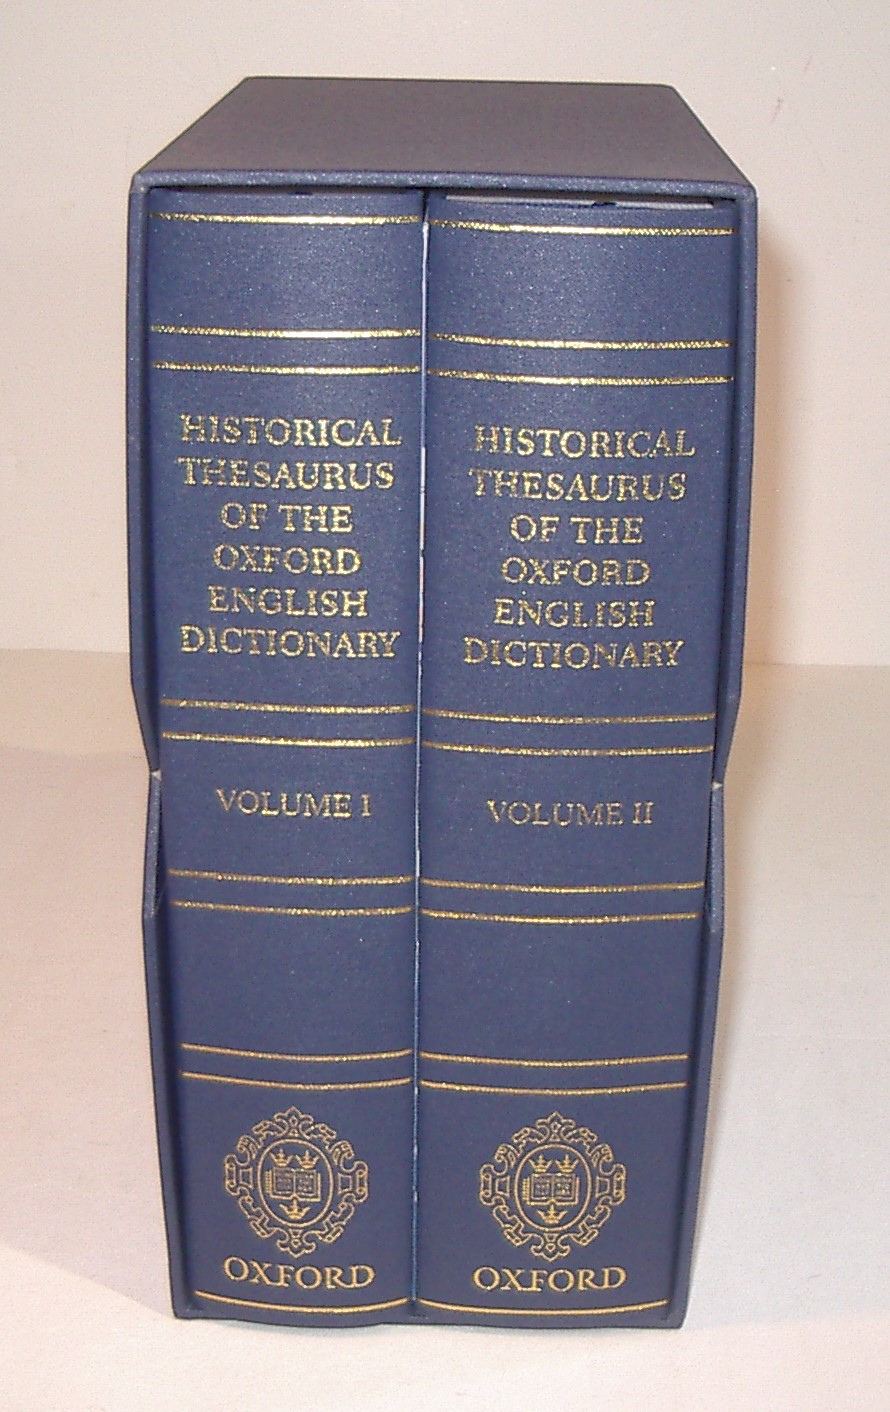 HISTORICAL
THESAURUS
OF THE
OXFORD
ENGLISH
DICTIONARY
VOLUME I
OXFORD
HISTORICAL
THESAURUS
OF THE
OXFORD
ENGLISH
DICTIONARY
VOLUME II
OXFORD